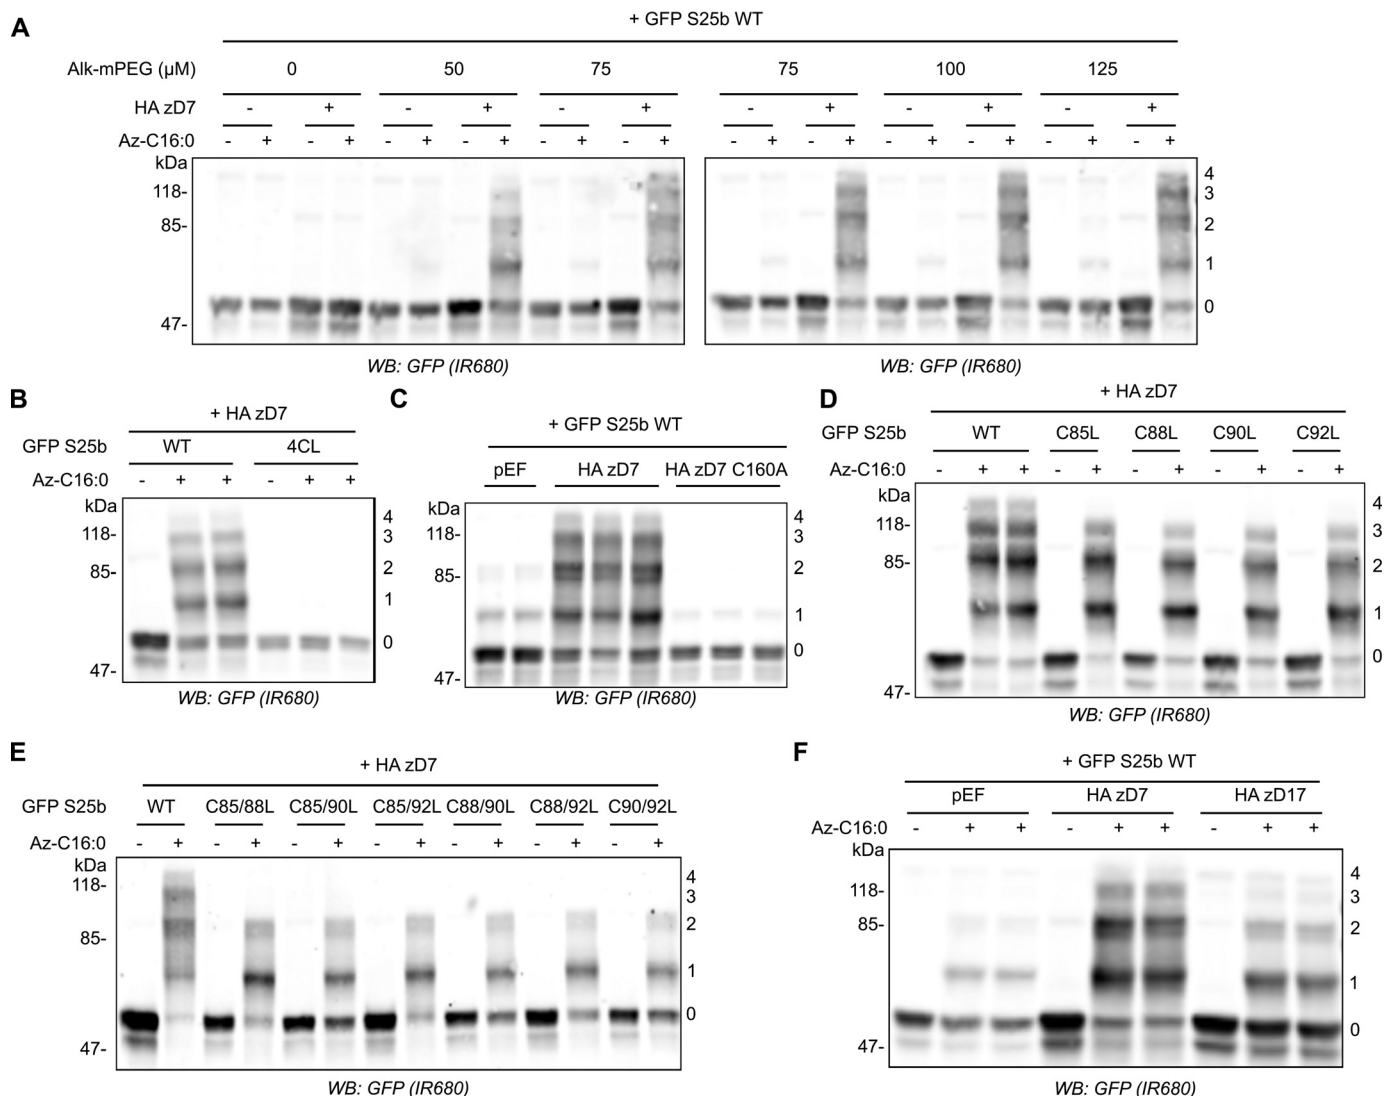 A
+ GFP S25b WT
Alk-mPEG (µM) 0 50 75 75 100 125
HA zD7 - + - + - + - + - + - +
Az-C16:0 - + - + - + - + - + - + - + - + - + - + - + - +
kDa
118-
85-
47-
4
3
2
1
0
WB: GFP (IR680) WB: GFP (IR680)
B
+ HA zD7
GFP S25b WT 4CL
Az-C16:0 - + + - + +
kDa
118-
85-
47-
4
3
2
1
0
WB: GFP (IR680)
C
+ GFP S25b WT
pEF HA zD7 HA zD7 C160A
kDa
118-
85-
47-
4
3
2
1
0
WB: GFP (IR680)
D
+ HA zD7
GFP S25b WT C85L C88L C90L C92L
Az-C16:0 - + + - + - + - + - +
kDa
118-
85-
47-
4
3
2
1
0
WB: GFP (IR680)
E
+ HA zD7
GFP S25b WT C85/88L C85/90L C85/92L C88/90L C88/92L C90/92L
Az-C16:0 - + - + - + - + - + - + - +
kDa
118-
85-
47-
4
3
2
1
0
WB: GFP (IR680)
F
+ GFP S25b WT
pEF HA zD7 HA zD17
Az-C16:0 - + + - + + - + +
kDa
118-
85-
47-
4
3
2
1
0
WB: GFP (IR680)